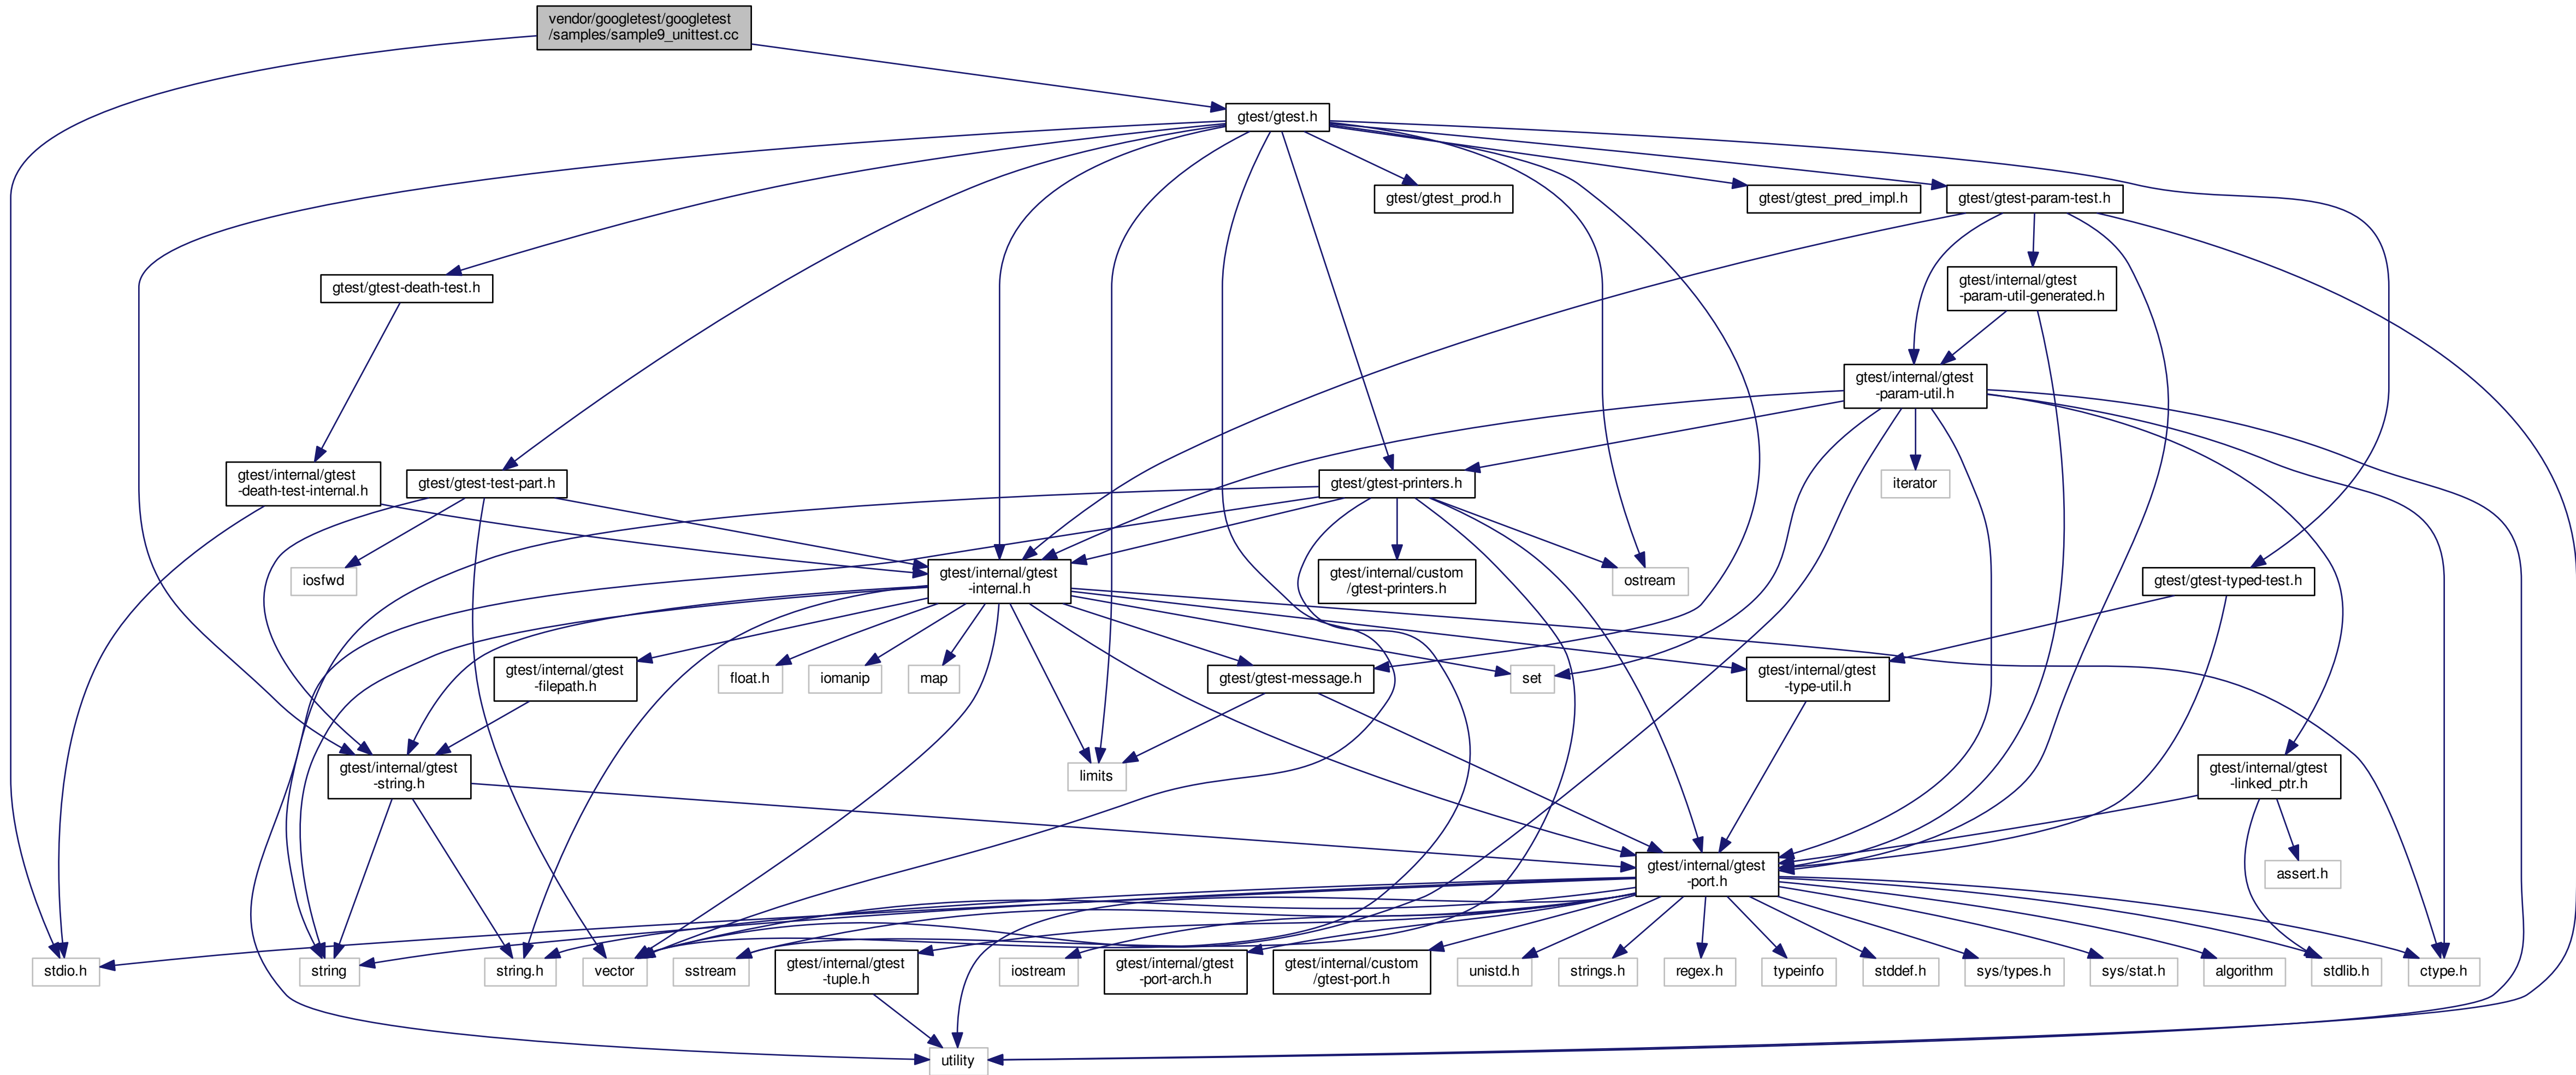 vendor/googletest/googletest
/samples/sample9_unittest.cc
gtest/gtest.h
gtest/gtest_prod.h
gtest/gtest_pred_impl.h
gtest/gtest-param-test.h
gtest/gtest-death-test.h
gtest/internal/gtest
-param-util-generated.h
gtest/internal/gtest
-param-util.h
gtest/internal/gtest
-death-test-internal.h
gtest/gtest-test-part.h
gtest/gtest-printers.h
iterator
iosfwd
gtest/internal/gtest
-internal.h
gtest/internal/custom
/gtest-printers.h
ostream
gtest/gtest-typed-test.h
gtest/internal/gtest
-filepath.h
float.h
iomanip
map
gtest/gtest-message.h
set
gtest/internal/gtest
-type-util.h
gtest/internal/gtest
-string.h
limits
gtest/internal/gtest
-linked_ptr.h
gtest/internal/gtest
-port.h
assert.h
stdio.h
string
string.h
vector
sstream
gtest/internal/gtest
-tuple.h
iostream
gtest/internal/gtest
-port-arch.h
gtest/internal/custom
/gtest-port.h
unistd.h
strings.h
regex.h
typeinfo
stddef.h
sys/types.h
sys/stat.h
algorithm
stdlib.h
ctype.h
utility